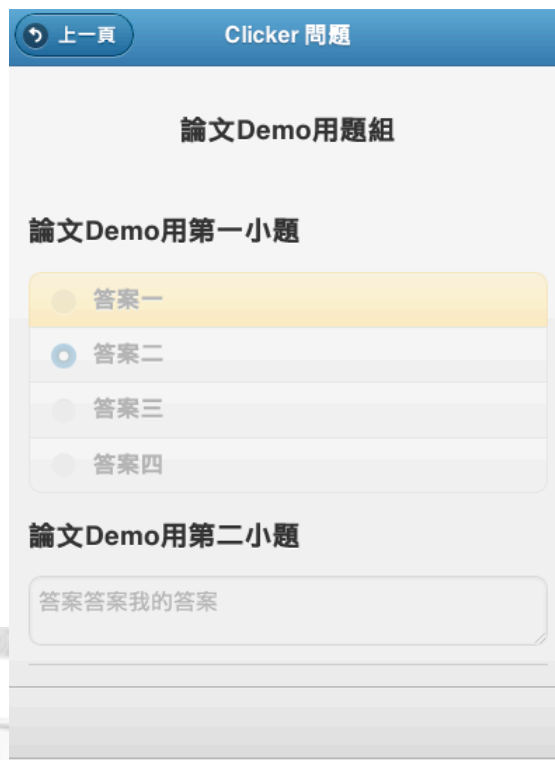 上一頁
Clicker 問題
論文Demo用題組
論文Demo用第一小題
答案一
答案二
答案三
答案四
論文Demo用第二小題
答案答案我的答案